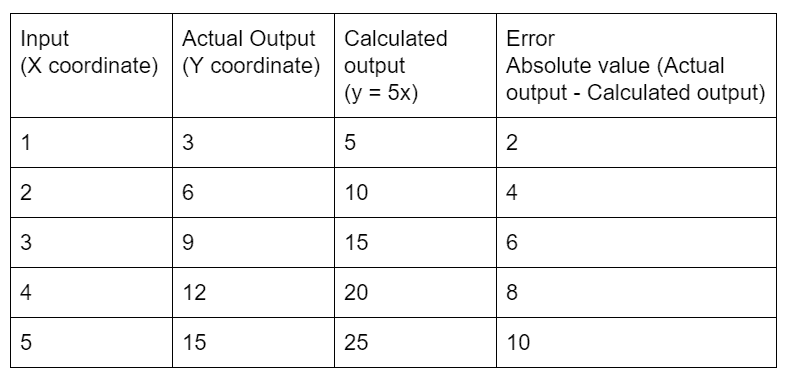 Input
(X coordinate)
Actual Output
(Y coordinate)
Calculated
output
(y = 5x)
Error
Absolute value (Actual
output - Calculated output)
1
3
5
2
2
6
10
4
3
9
15
6
4
12
20
8
5
15
25
10